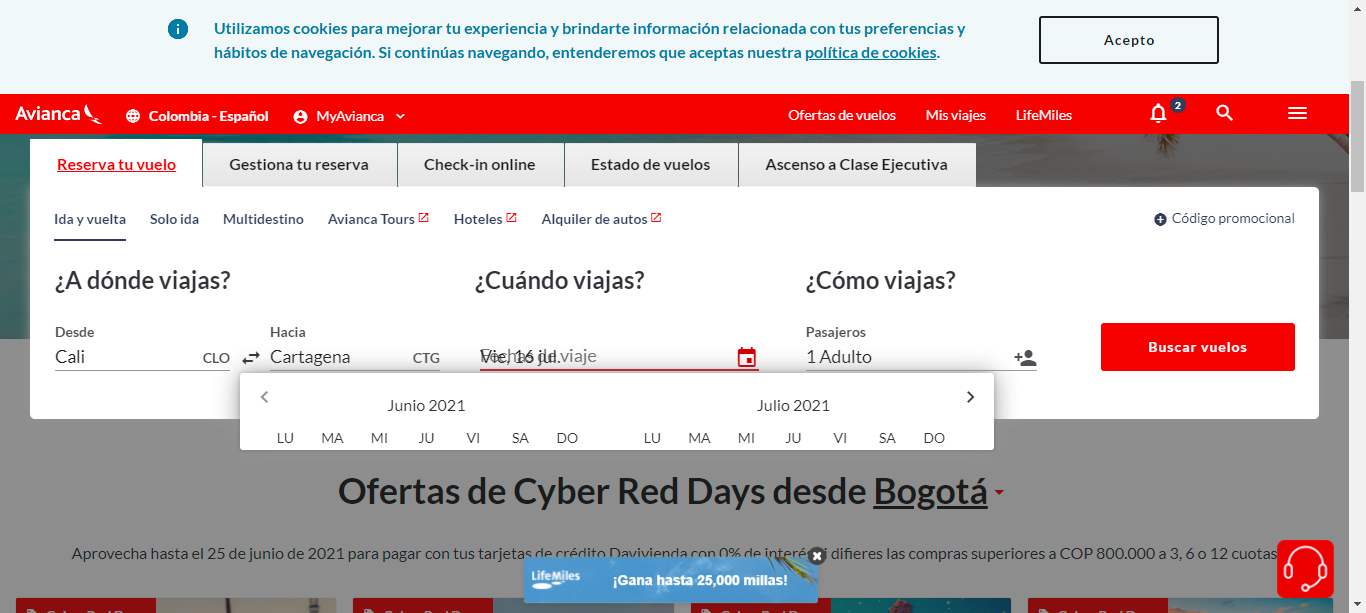 Utilizamos cookies para mejorar tu experiencia y brindarte información relacionada con tus preferencias y
hábitos de navegación. Si continúas navegando, entenderemos que aceptas nuestra política de cookies.
Acepto
Avianca
Colombia - Español
MyAvianca
Ofertas de vuelos
Mis viajes
LifeMiles
2
Reserva tu vuelo
Gestiona tu reserva
Check-in online
Estado de vuelos
Ascenso a Clase Ejecutiva
Ida y vuelta
Solo ida
Multidestino
Avianca Tours
Hoteles
Alquiler de autos
Código promocional
¿A dónde viajas?
¿Cuándo viajas?
¿Cómo viajas?
Desde
Hacia
Pasajeros
Cali CLO
Cartagena CTG
Vie, 16 jul.
Fechas de viaje
1 Adulto
Buscar vuelos
Junio 2021
Julio 2021
LU MA MI JU VI SA DO
LU MA MI JU VI SA DO
Ofertas de Cyber Red Days desde Bogotá
Aprovecha hasta el 25 de junio de 2021 para pagar con tus tarjetas de crédito Davivienda con 0% de interés si difieres las compras superiores a COP 800.000 a 3, 6 o 12 cuotas
LifeMiles
¡Gana hasta 25,000 millas!